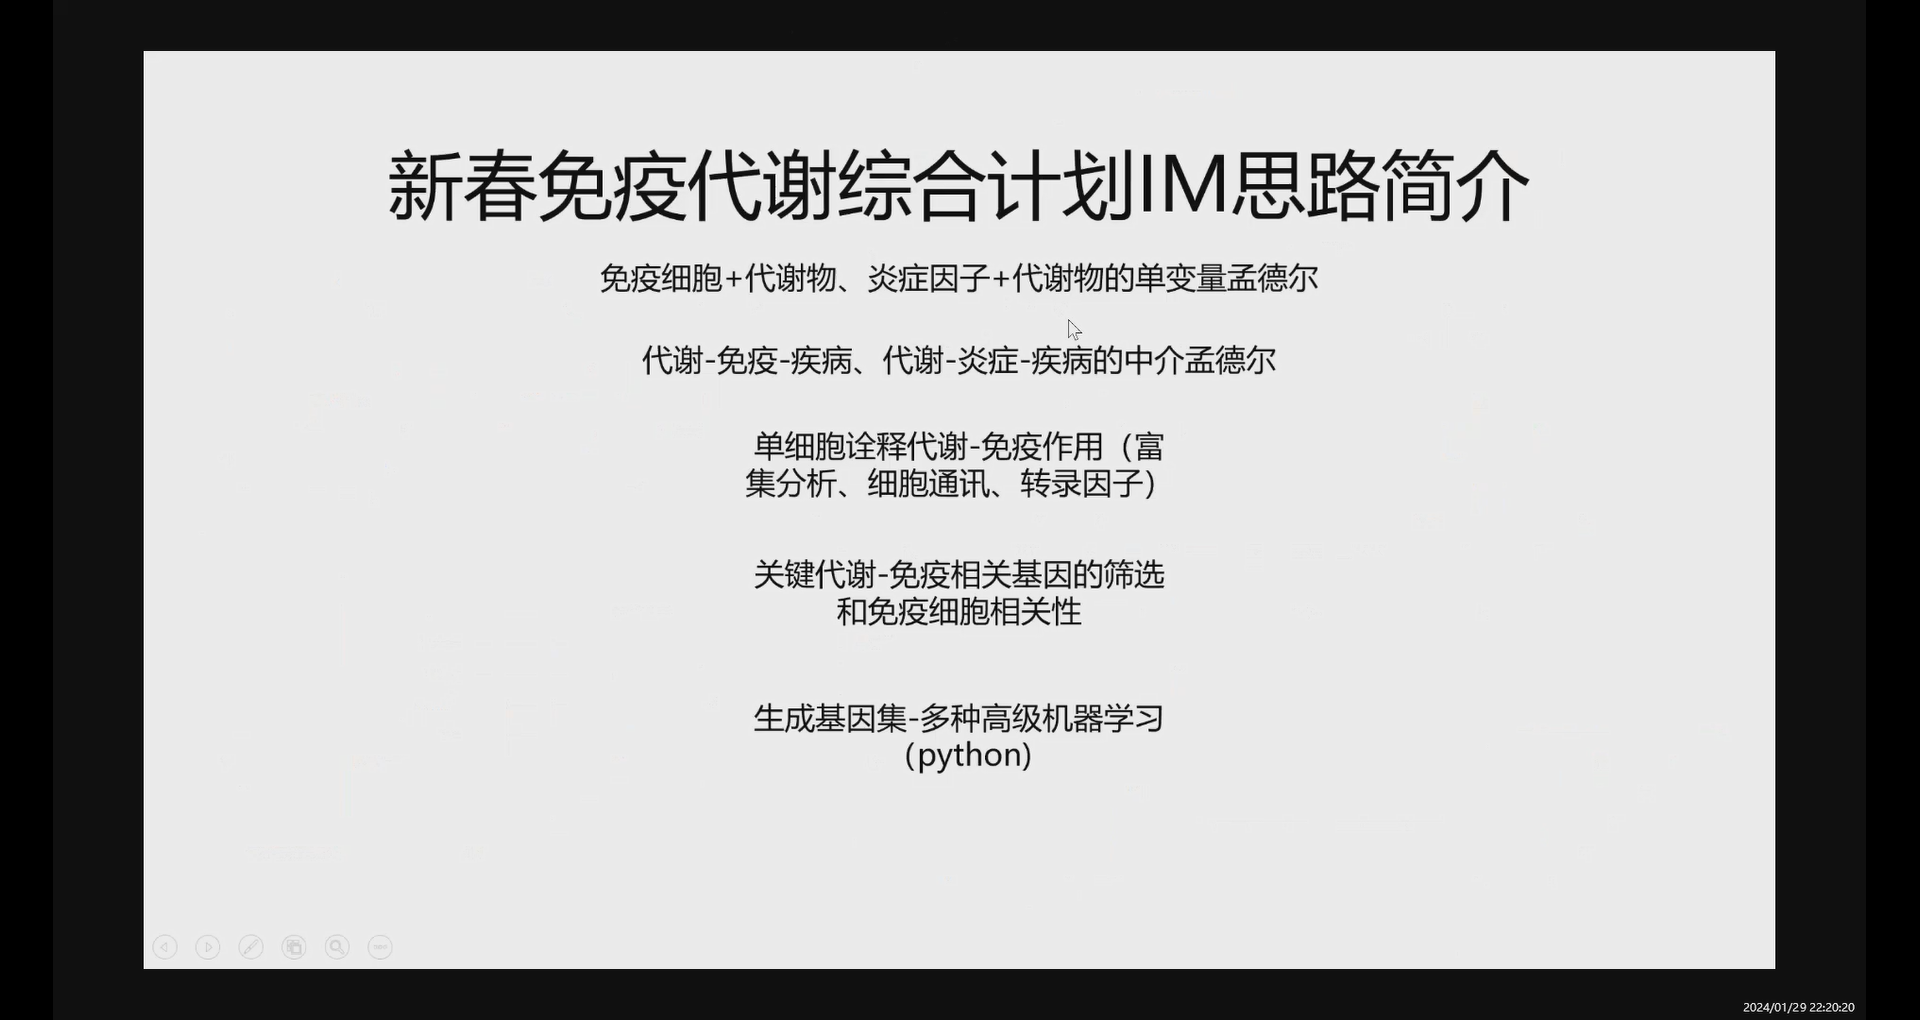 新春免疫代谢综合计划IM思路简介
免疫细胞+代谢物、炎症因子+代谢物的单变量孟德尔
代谢-免疫-疾病、代谢-炎症-疾病的中介孟德尔
单细胞诠释代谢-免疫作用（富
集分析、细胞通讯、转录因子）
关键代谢-免疫相关基因的筛选
和免疫细胞相关性
生成基因集-多种高级机器学习
（python）
2024/01/29 22:20:20